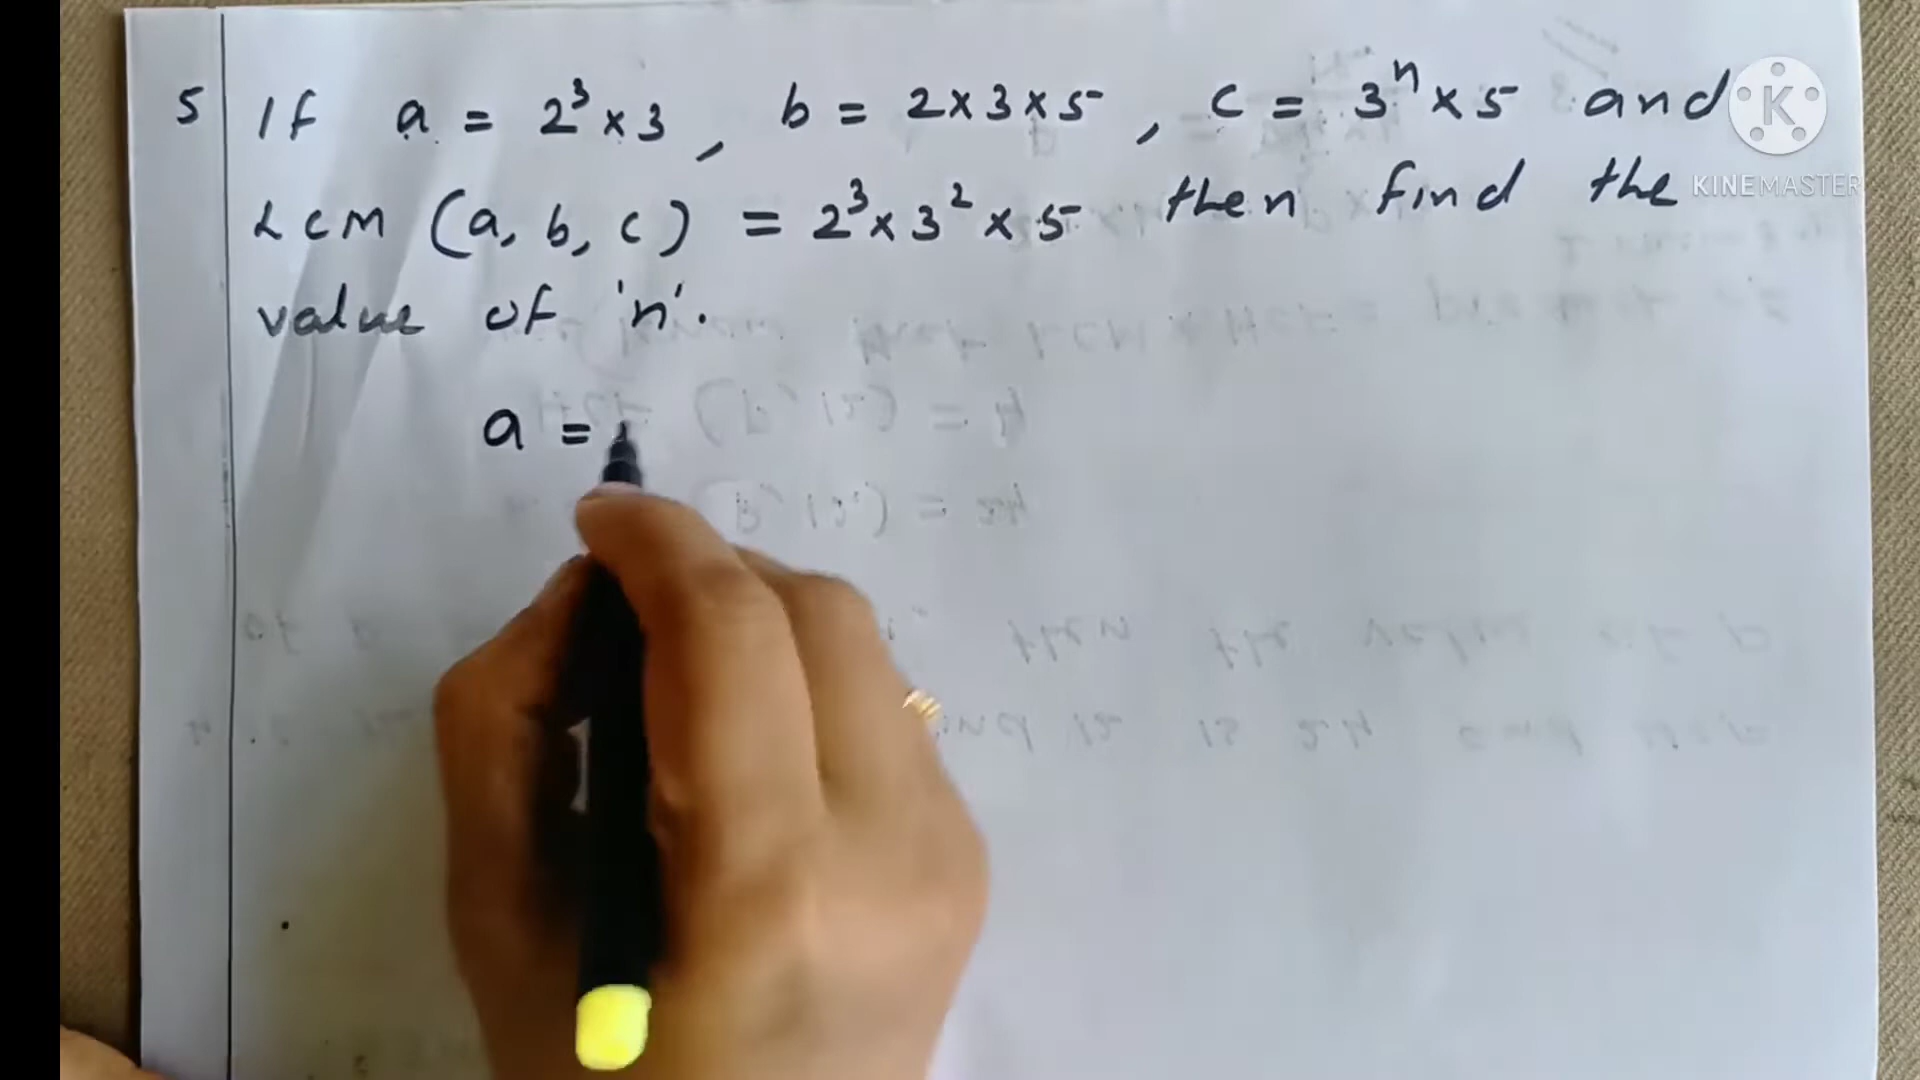 5 If a = 2³ × 3, b = 2 × 3 × 5, c = 3ⁿ × 5 and
LCM (a, b, c) = 2³ × 3² × 5 then find the
value of 'n'.
a =
K
KINEMASTER